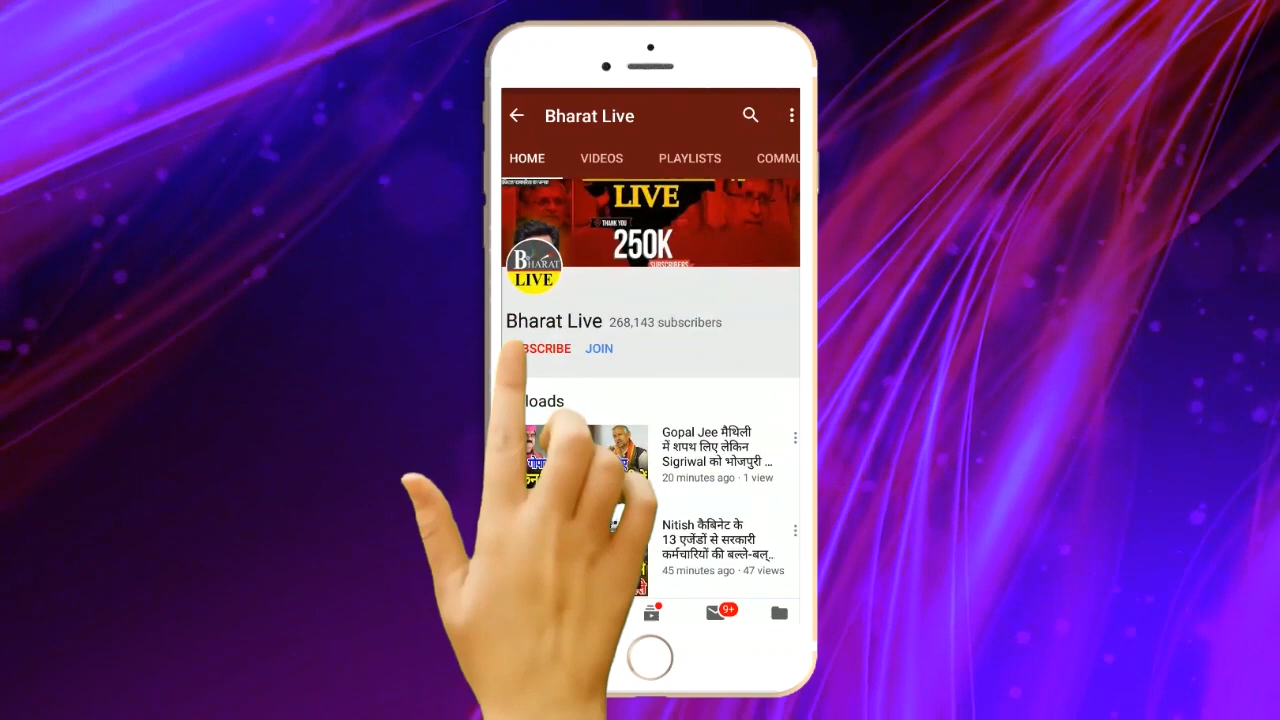 Bharat Live
HOME VIDEOS PLAYLISTS COMMU
LIVE
THANK YOU
250K
SUBSCRIBERS
BHARAT
LIVE
Bharat Live 268,143 subscribers
BSCRIBE JOIN
loads
Gopal Jee मैथिली
में शपथ लिए लेकिन
Sigriwal को भोजपुरी ...
20 minutes ago · 1 view
Nitish कैबिनेट के
13 एजेंडों से सरकारी
कर्मचारियों की बल्ले-बल्..
45 minutes ago · 47 views
9+